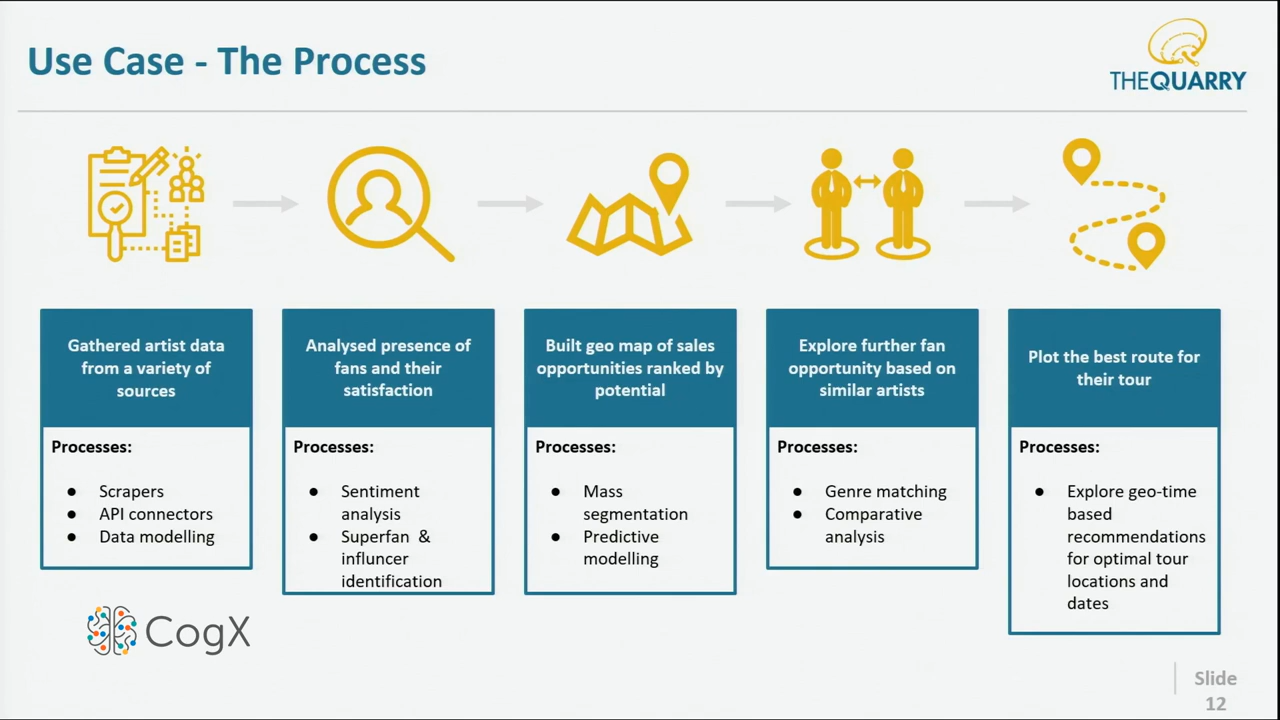 Use Case - The Process
THEQUARRY
Gathered artist data
from a variety of
sources
Processes:
● Scrapers
● API connectors
● Data modelling
Analysed presence of
fans and their
satisfaction
Processes:
● Sentiment
analysis
● Superfan &
influncer
identification
Built geo map of sales
opportunities ranked by
potential
Processes:
● Mass
segmentation
● Predictive
modelling
Explore further fan
opportunity based on
similar artists
Processes:
● Genre matching
● Comparative
analysis
Plot the best route for
their tour
Processes:
● Explore geo-time
based
recommendations
for optimal tour
locations and
dates
CogX
Slide
12